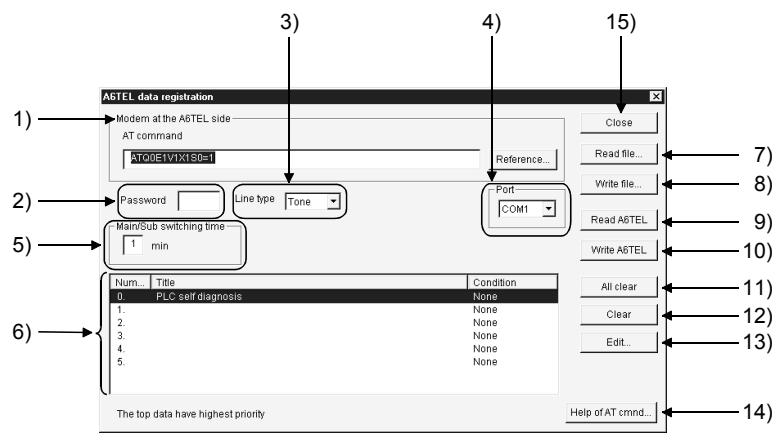 3)
4)
15)
A6TEL data registration
1)
Modem at the A6TEL side
Close
AT command
ATQ0E1V1X1S0=1
Reference...
Read file...
7)
2)
Password
Line type
Tone
Port
COM1
Write file...
8)
5)
Main/Sub switching time
1 min
Read A6TEL
9)
Write A6TEL
10)
6)
Num... Title Condition
0. PLC self diagnosis None
1. None
2. None
3. None
4. None
5. None
All clear
11)
Clear
12)
Edit...
13)
The top data have highest priority
Help of AT cmnd...
14)